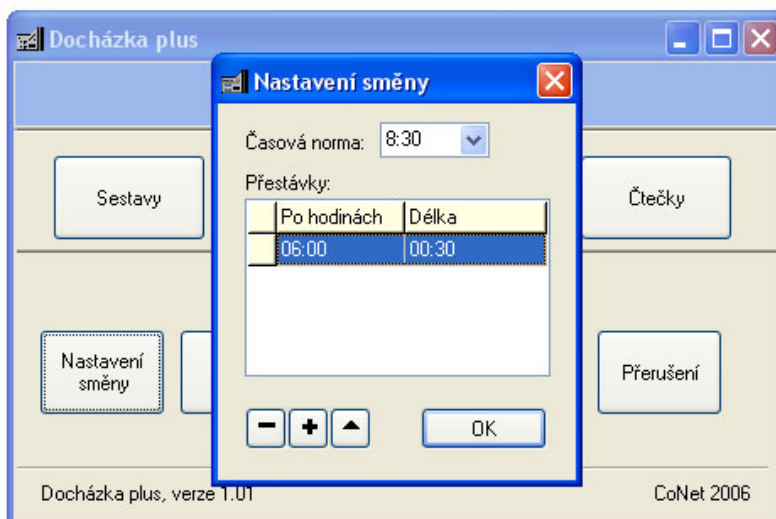 Docházka plus
Nastavení směny
Časová norma: 8:30
Přestávky:
Po hodinách Délka
06:00 00:30
OK
Sestavy
Čtečky
Nastavení
směny
Přerušení
Docházka plus, verze 1.01
CoNet 2006